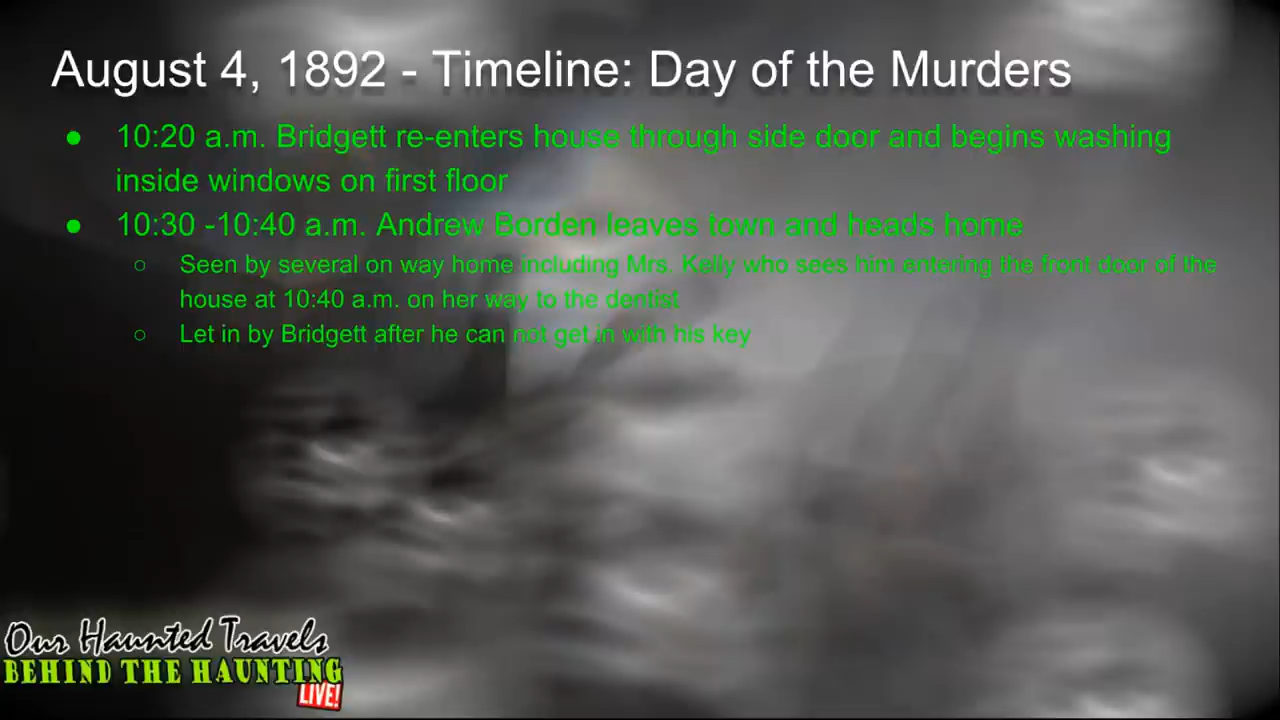 August 4, 1892 - Timeline: Day of the Murders
● 10:20 a.m. Bridgett re-enters house through side door and begins washing
inside windows on first floor
● 10:30 -10:40 a.m. Andrew Borden leaves town and heads home
○ Seen by several on way home including Mrs. Kelly who sees him entering the front door of the
house at 10:40 a.m. on her way to the dentist
○ Let in by Bridgett after he can not get in with his key
Our Haunted Travels
BEHIND THE HAUNTING
LIVE!